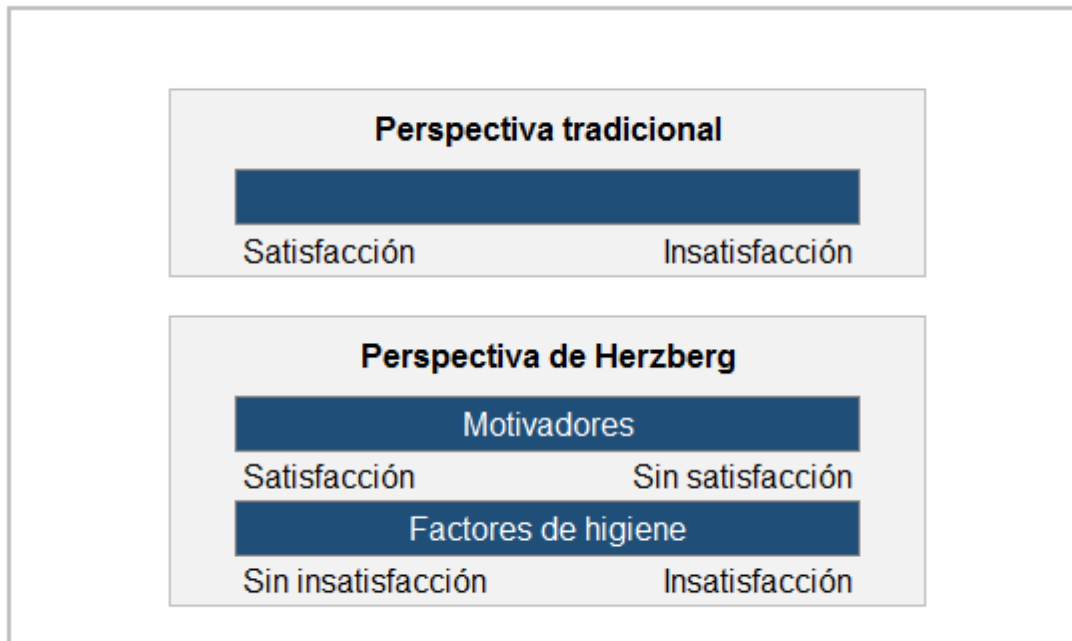 Perspectiva tradicional
Satisfacción Insatisfacción
Perspectiva de Herzberg
Motivadores
Satisfacción Sin satisfacción
Factores de higiene
Sin insatisfacción Insatisfacción